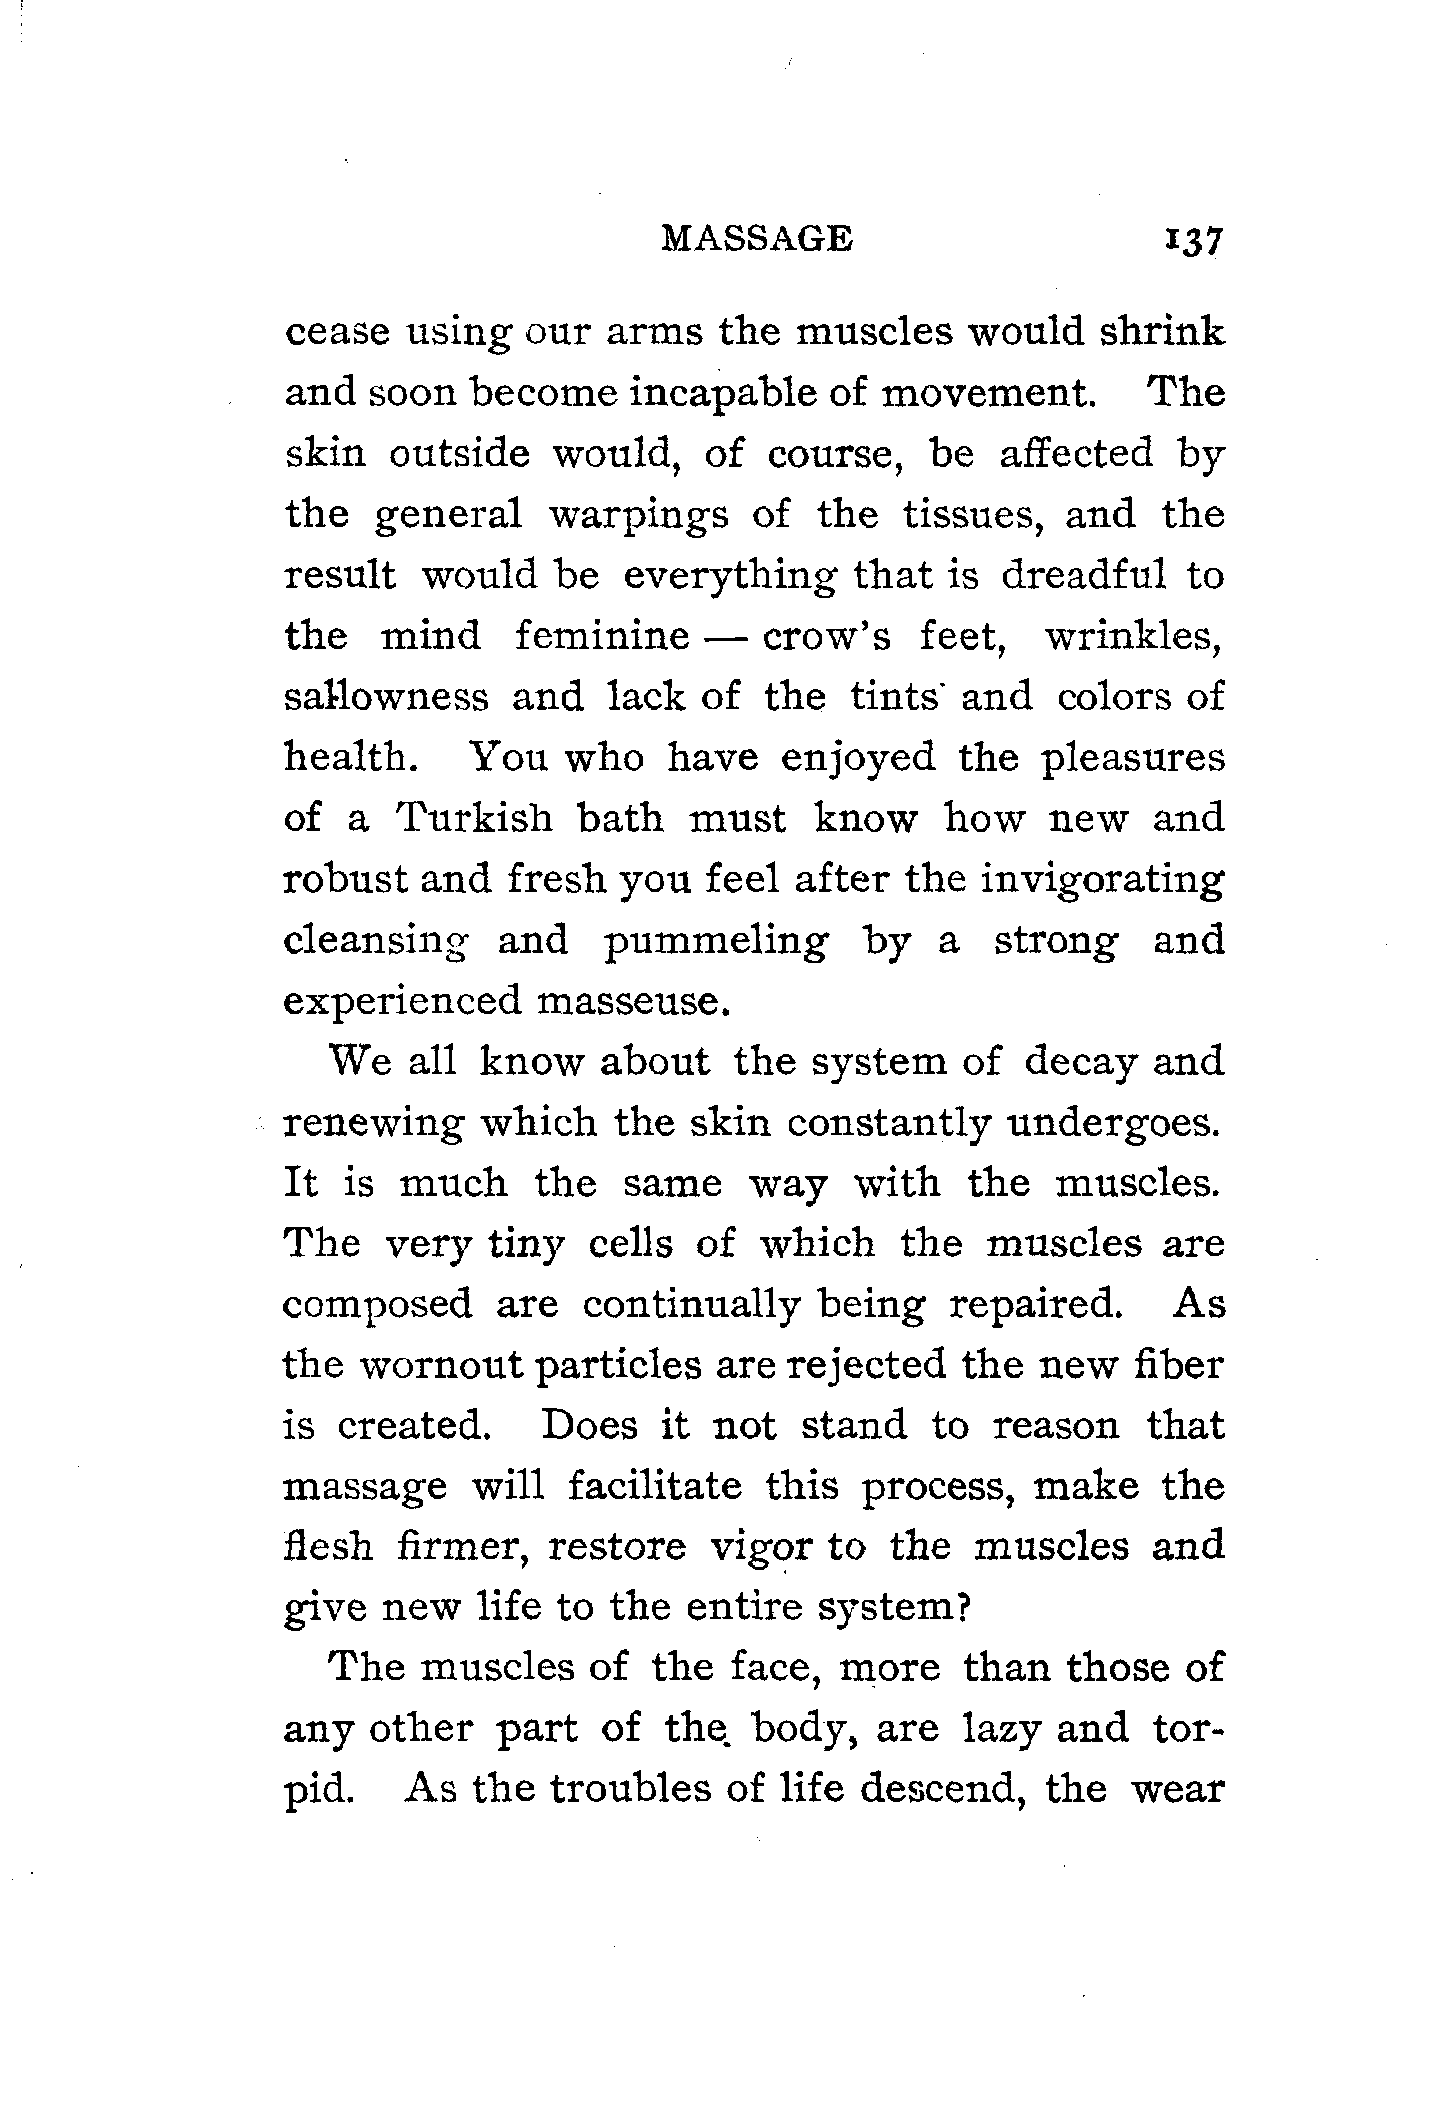 MASSAGE 137
cease using our arms the muscles would shrink
and soon become incapable of movement. The
skin outside would, of course, be affected by
the general warpings of the tissues, and the
result would be everything that is dreadful to
the mind feminine — crow's feet, wrinkles,
sallowness and lack of the tints and colors of
health. You who have enjoyed the pleasures
of a Turkish bath must know how new and
robust and fresh you feel after the invigorating
cleansing and pummeling by a strong and
experienced masseuse.
We all know about the system of decay and
renewing which the skin constantly undergoes.
It is much the same way with the muscles.
The very tiny cells of which the muscles are
composed are continually being repaired. As
the wornout particles are rejected the new fiber
is created. Does it not stand to reason that
massage will facilitate this process, make the
flesh firmer, restore vigor to the muscles and
give new life to the entire system?
The muscles of the face, more than those of
any other part of the body, are lazy and tor-
pid. As the troubles of life descend, the wear